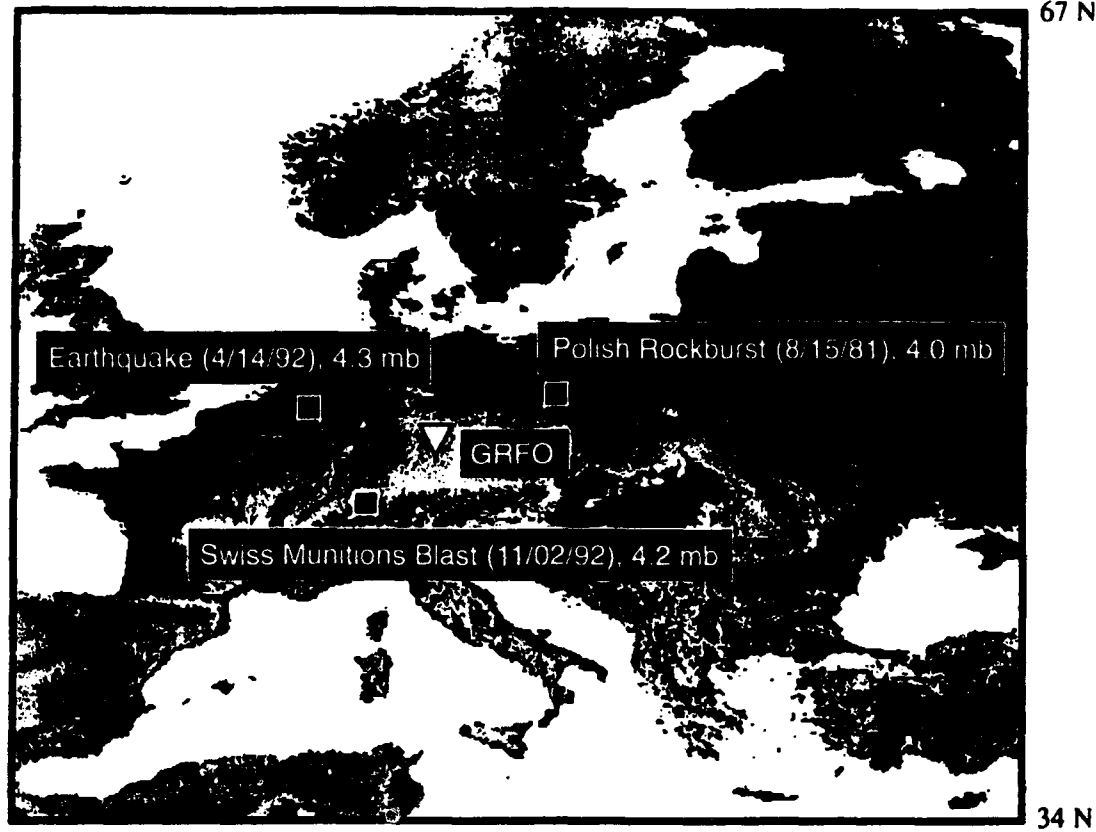 67 N
Earthquake (4/14/92), 4.3 mb
Polish Rockburst (8/15/81), 4.0 mb
GRFO
Swiss Munitions Blast (11/02/92), 4.2 mb
34 N